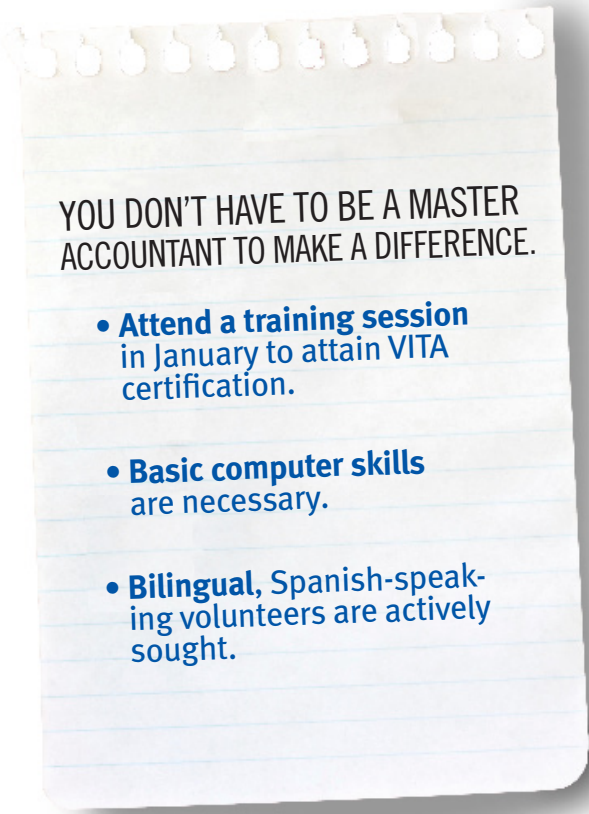 YOU DON’T HAVE TO BE A MASTER
ACCOUNTANT TO MAKE A DIFFERENCE.
• Attend a training session
in January to attain VITA
certification.
• Basic computer skills
are necessary.
• Bilingual, Spanish-speak-
ing volunteers are actively
sought.